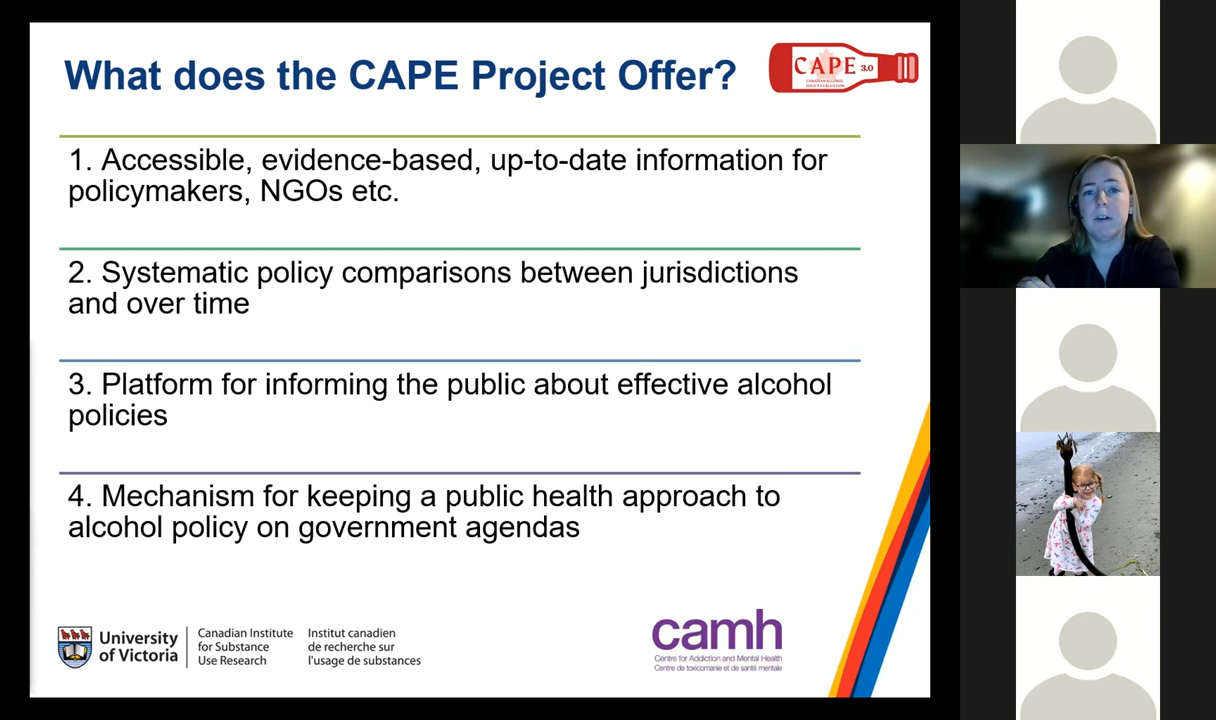 What does the CAPE Project Offer?
CAPE 3.0
CANADIAN ALCOHOL
POLICY EVALUATION
1. Accessible, evidence-based, up-to-date information for
policymakers, NGOs etc.
2. Systematic policy comparisons between jurisdictions
and over time
3. Platform for informing the public about effective alcohol
policies
4. Mechanism for keeping a public health approach to
alcohol policy on government agendas
University
of Victoria
Canadian Institute
for Substance
Use Research
Institut canadien
de recherche sur
l'usage de substances
camh
Centre for Addiction and Mental Health
Centre de toxicomanie et de santé mentale